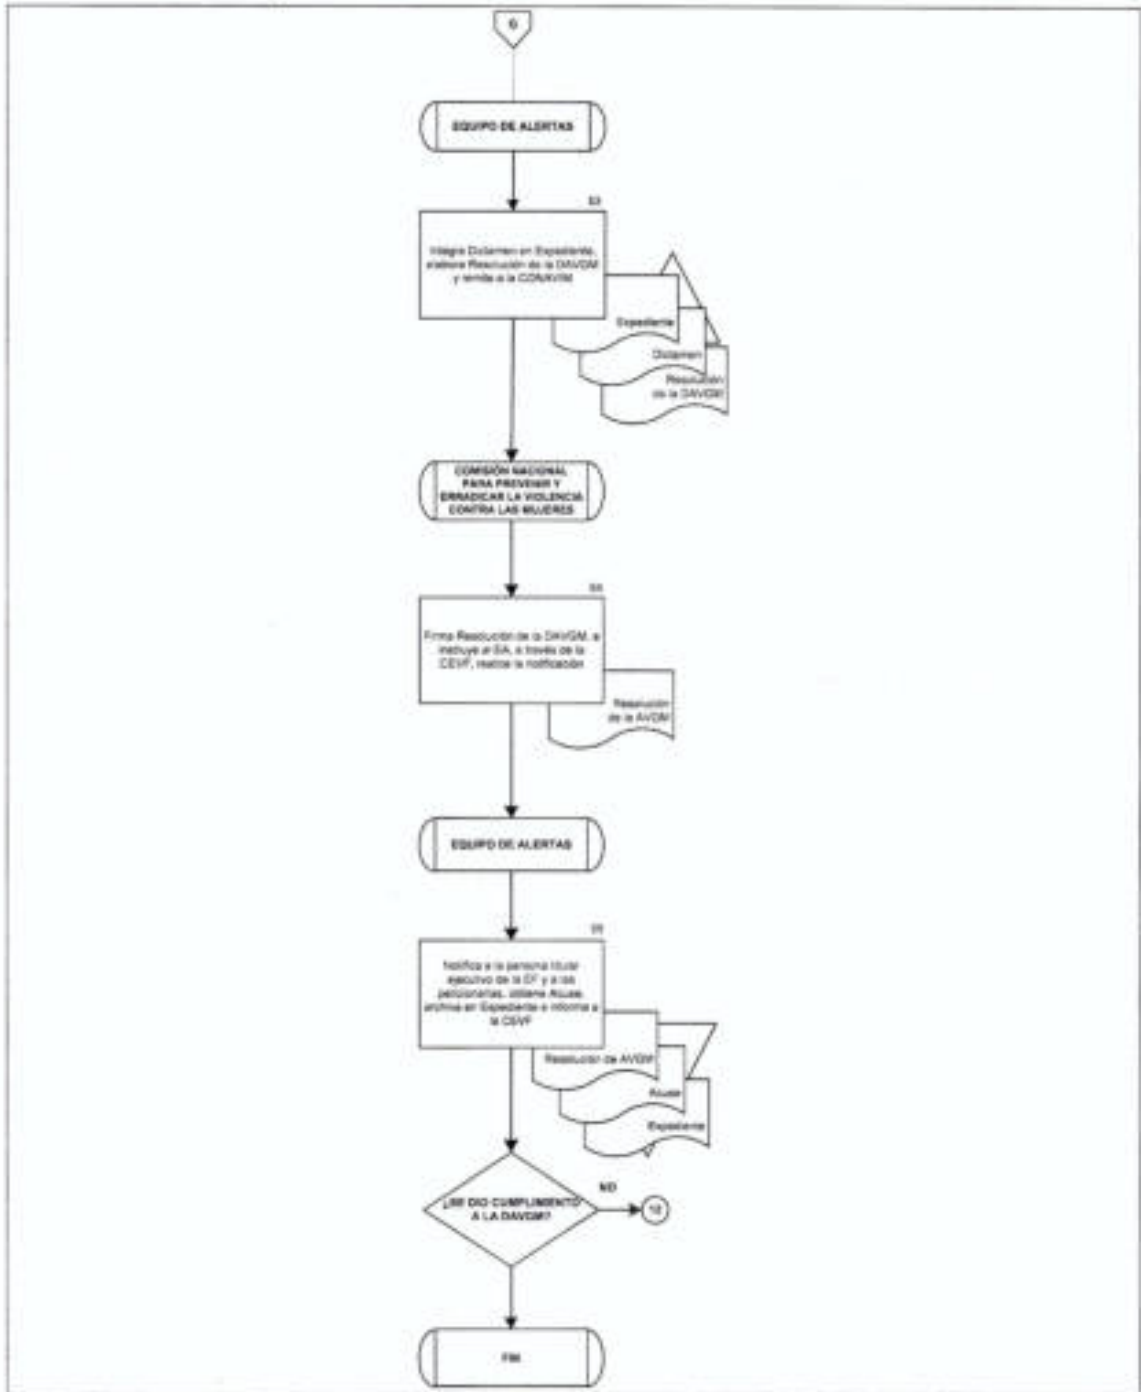 EQUIPO DE ALERTAS
53
Integra Dictamen en Expediente,
elabora Resolución de la DAVGM
y remite a la CONAVIM
Expediente
Dictamen
Resolución
de la DAVGM
COMISIÓN NACIONAL
PARA PREVENIR Y
ERRADICAR LA VIOLENCIA
CONTRA LAS MUJERES
54
Firma Resolución de la DAVGM, e
instruye al EA, a través de la
CEVF, realice la notificación
Resolución
de la AVGM
EQUIPO DE ALERTAS
55
Notifica a la persona titular
ejecutivo de la EF y a las
peticionarias, obtiene Acuse,
archiva en Expediente e informa a
la CEVF
Resolución de AVGM
Acuse
Expediente
¿SE DIO CUMPLIMIENTO
A LA DAVGM?
NO
FIN